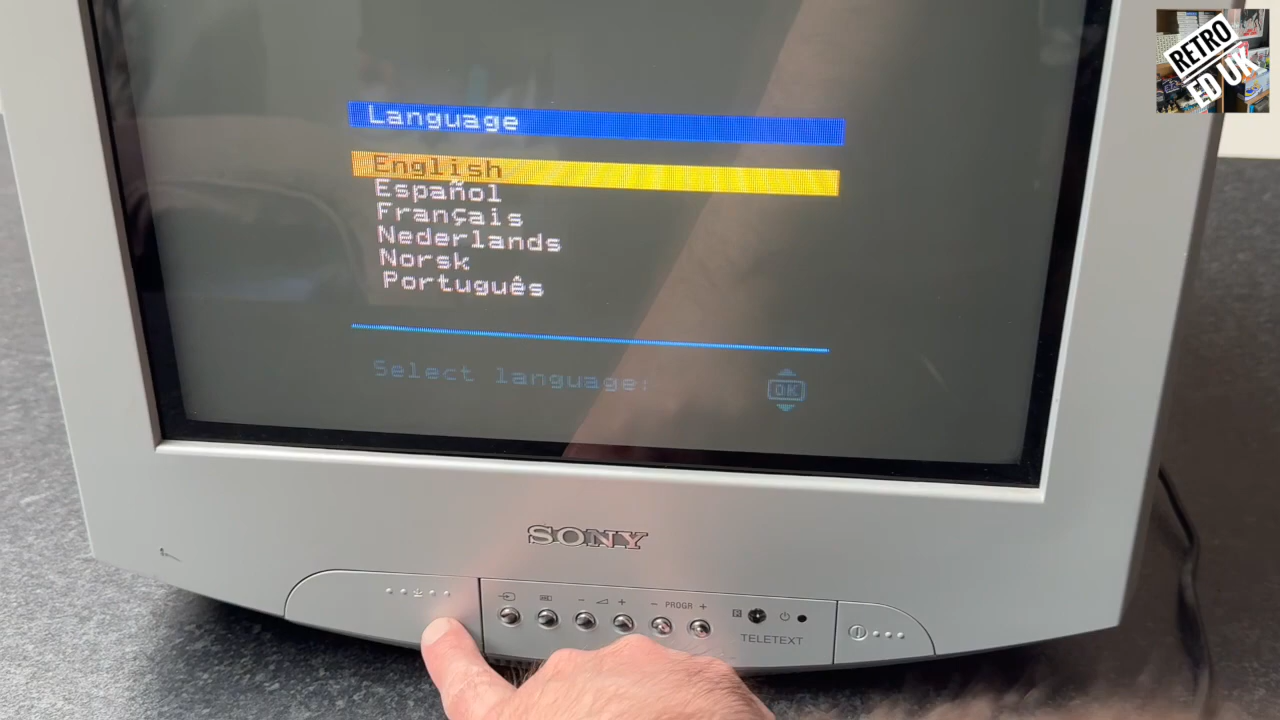 RETRO
ED UK
Language
English
Español
Français
Nederlands
Norsk
Português
Select language:
OK
SONY
- + - PROGR +
TELETEXT